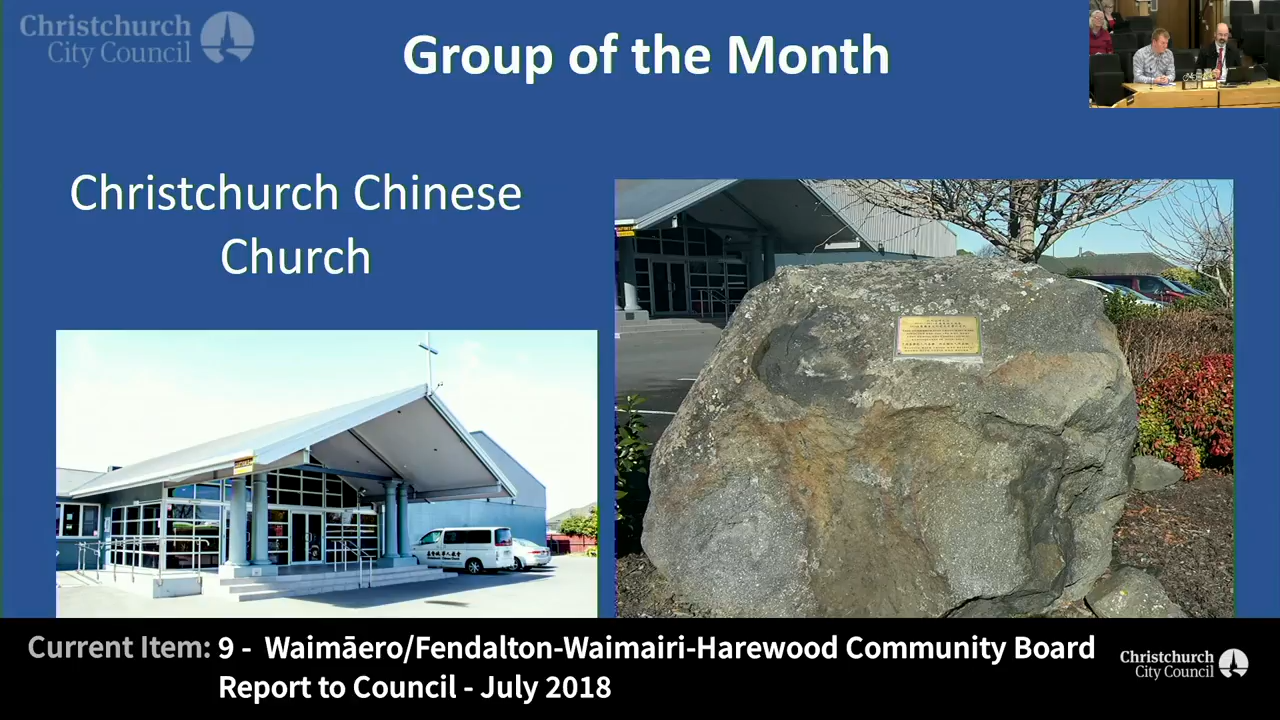 Christchurch
City Council
Group of the Month
Christchurch Chinese
Church
Current Item: 9 - Waimāero/Fendalton-Waimairi-Harewood Community Board
Report to Council - July 2018
Christchurch
City Council